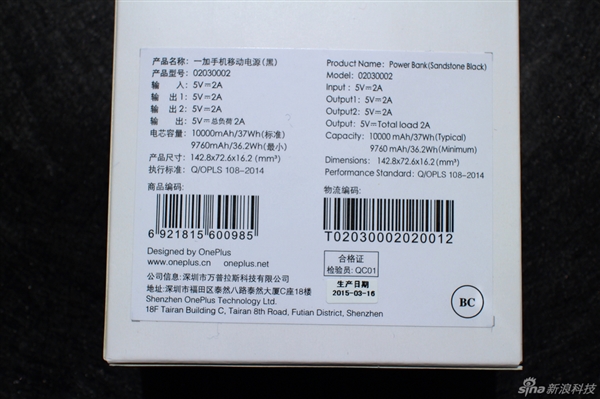 产品名称: 一加手机移动电源(黑)
产品型号: 02030002
输 入: 5V⎓2A
输 出1: 5V⎓2A
输 出2: 5V⎓2A
输 出: 5V⎓总负荷 2A
电芯容量: 10000mAh/37Wh(标准)
9760mAh/36.2Wh(最小)
产品尺寸: 142.8x72.6x16.2 (mm³)
执行标准: Q/OPLS 108-2014
商品编码:
6 921815 600985
Designed by OnePlus
www.oneplus.cn oneplus.net
公司信息: 深圳市万普拉斯科技有限公司
地址: 深圳市福田区泰然八路泰然大厦C座18楼
Shenzhen OnePlus Technology Ltd.
18F Tairan Building C, Tairan 8th Road, Futian District, Shenzhen
Product Name: Power Bank(Sandstone Black)
Model: 02030002
Input: 5V⎓2A
Output1: 5V⎓2A
Output2: 5V⎓2A
Output: 5V⎓Total load 2A
Capacity: 10000 mAh/37Wh(Typical)
9760 mAh/36.2Wh(Minimum)
Dimensions: 142.8x72.6x16.2 (mm³)
Performance Standard: Q/OPLS 108-2014
物流编码:
T02030002020012
合格证
检验员: QC01
生产日期
2015-03-16
BC
sina 新浪科技